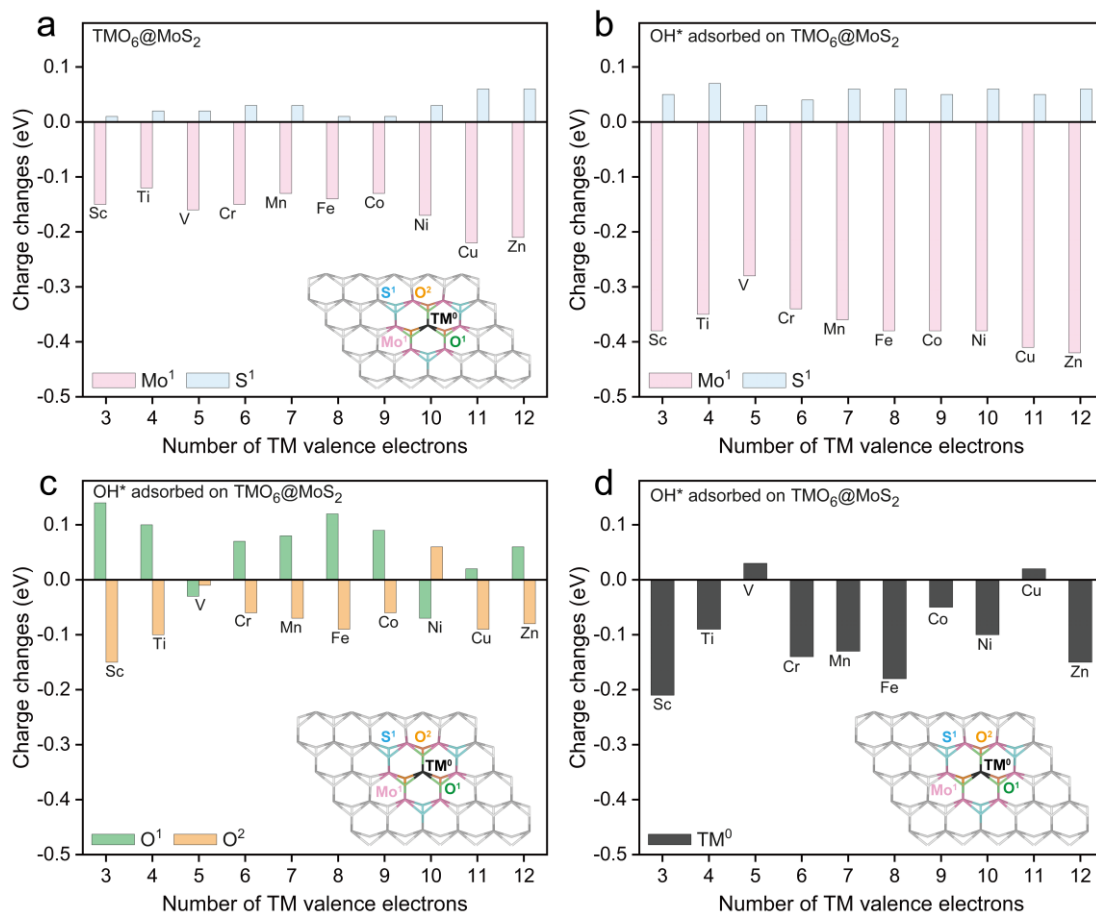 a
TMO₆@MoS₂
Charge changes (eV)
0.1
0.0
-0.1
-0.2
-0.3
-0.4
-0.5
Sc
Ti
V
Cr
Mn
Fe
Co
Ni
Cu
Zn
S¹
O²
TM⁰
Mo¹
O¹
Mo¹ S¹
3 4 5 6 7 8 9 10 11 12
Number of TM valence electrons
b
OH* adsorbed on TMO₆@MoS₂
Charge changes (eV)
0.1
0.0
-0.1
-0.2
-0.3
-0.4
-0.5
Sc
Ti
V
Cr
Mn
Fe
Co
Ni
Cu
Zn
Mo¹ S¹
3 4 5 6 7 8 9 10 11 12
Number of TM valence electrons
c
OH* adsorbed on TMO₆@MoS₂
Charge changes (eV)
0.1
0.0
-0.1
-0.2
-0.3
-0.4
-0.5
Sc
Ti
V
Cr
Mn
Fe
Co
Ni
Cu
Zn
S¹
O²
TM⁰
Mo¹
O¹
O¹ O²
3 4 5 6 7 8 9 10 11 12
Number of TM valence electrons
d
OH* adsorbed on TMO₆@MoS₂
Charge changes (eV)
0.1
0.0
-0.1
-0.2
-0.3
-0.4
-0.5
Sc
Ti
V
Cr
Mn
Fe
Co
Ni
Cu
Zn
S¹
O²
TM⁰
Mo¹
O¹
TM⁰
3 4 5 6 7 8 9 10 11 12
Number of TM valence electrons